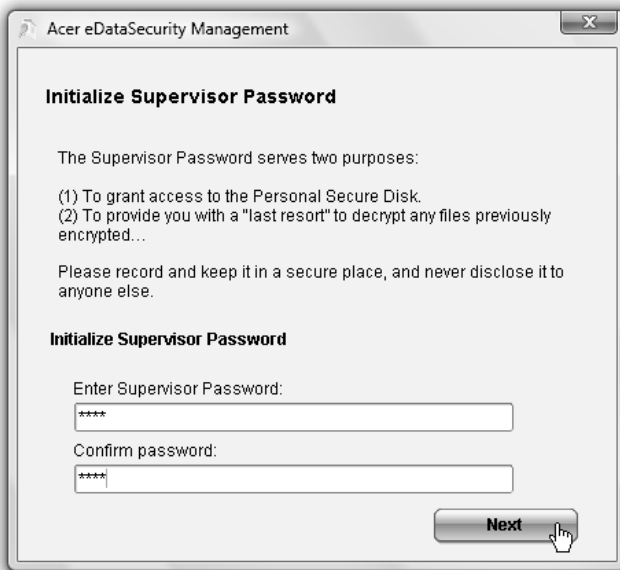 Acer eDataSecurity Management
Initialize Supervisor Password
The Supervisor Password serves two purposes:
(1) To grant access to the Personal Secure Disk.
(2) To provide you with a "last resort" to decrypt any files previously
encrypted...
Please record and keep it in a secure place, and never disclose it to
anyone else.
Initialize Supervisor Password
Enter Supervisor Password:
****
Confirm password:
****
Next